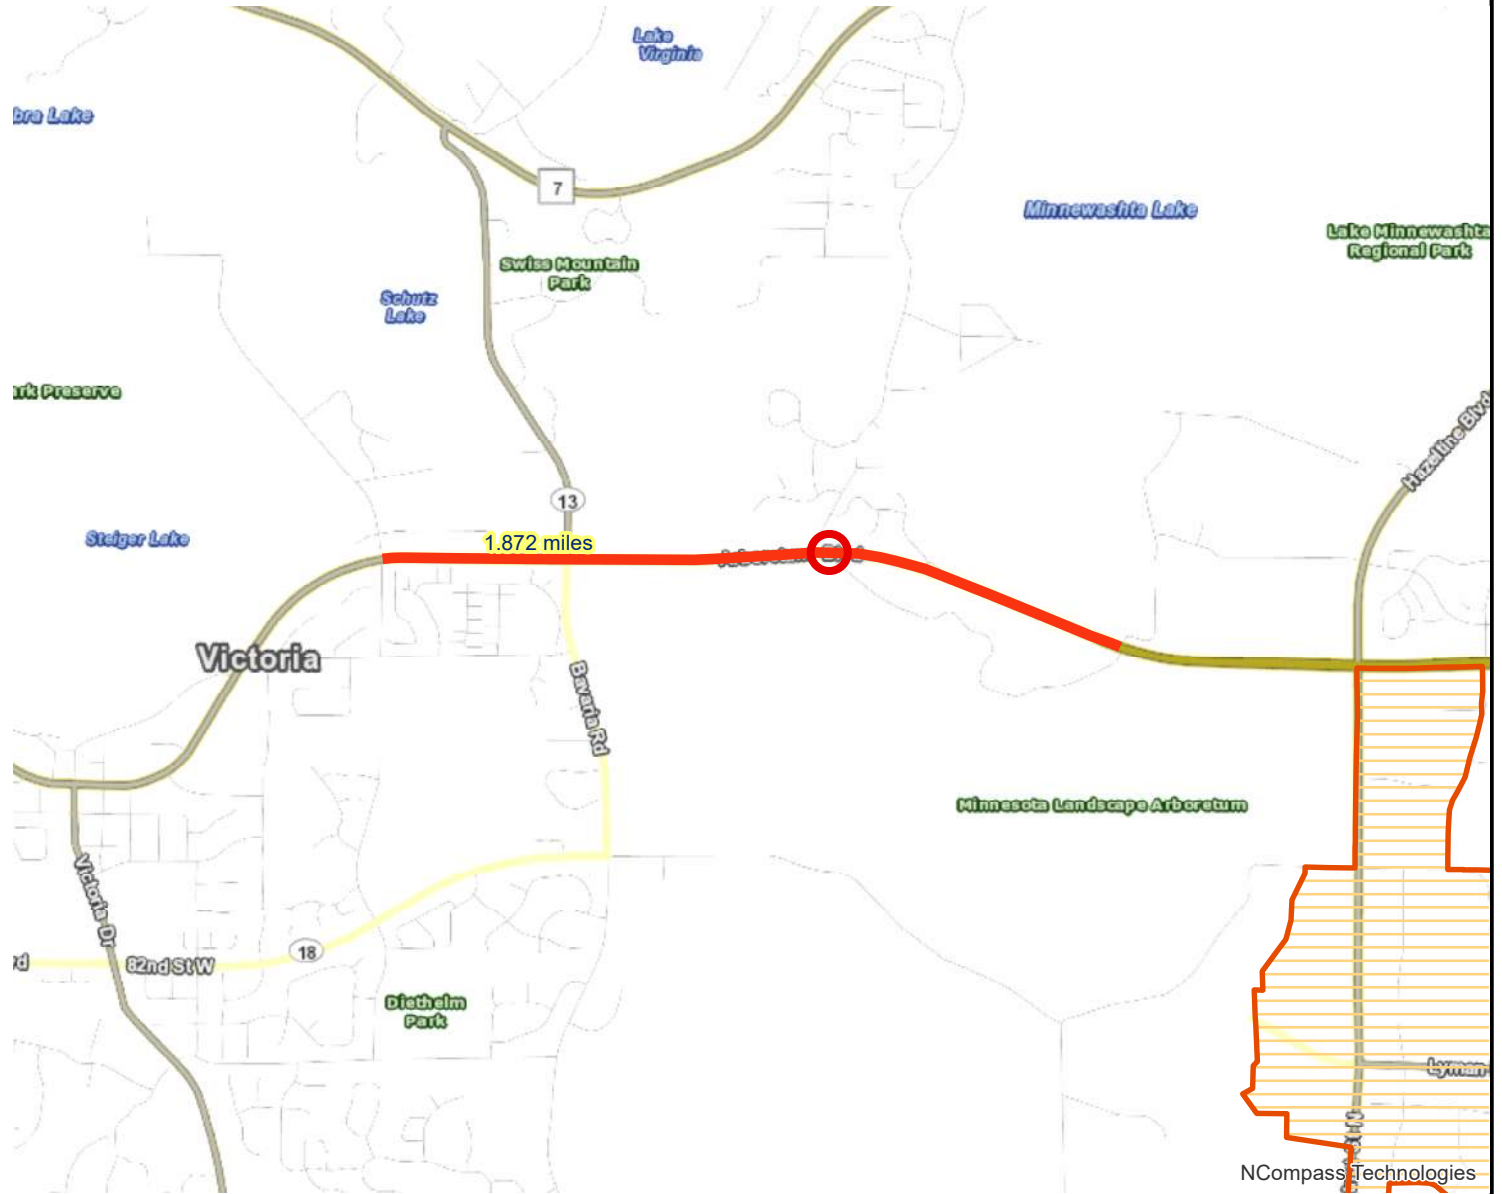 Lake
Virginia
bra Lake
7
Minnewashta Lake
Lake Minnewashta
Regional Park
Swiss Mountain
Park
Schutz
Lake
ark Preserve
Hazeltine Blvd
13
Steiger Lake
1.872 miles
Victoria
Bavaria Rd
Minnesota Landscape Arboretum
Victoria Dr
rd
82nd St W
18
Diethelm
Park
Lyman
NCompass Technologies